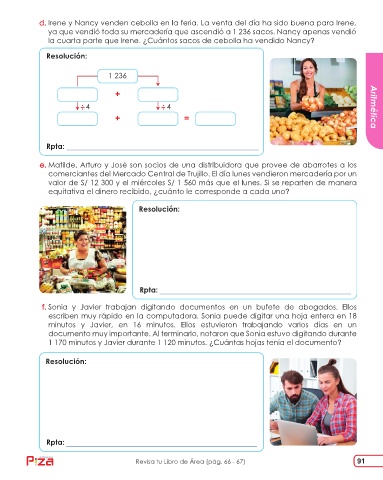 d. Irene y Nancy venden cebolla en la feria. La venta del día ha sido buena para Irene,
ya que vendió toda su mercadería que ascendió a 1 236 sacos. Nancy apenas vendió
la cuarta parte que Irene. ¿Cuántos sacos de cebolla ha vendido Nancy?
Resolución:
1 236
+
÷ 4 ÷ 4
+ =
Rpta:
Aritmética
e. Matilde, Arturo y José son socios de una distribuidora que provee de abarrotes a los
comerciantes del Mercado Central de Trujillo. El día lunes vendieron mercadería por un
valor de S/ 12 300 y el miércoles S/ 1 560 más que el lunes. Si se reparten de manera
equitativa el dinero recibido, ¿cuánto le corresponde a cada uno?
Resolución:
Rpta:
f. Sonia y Javier trabajan digitando documentos en un bufete de abogados. Ellos
escriben muy rápido en la computadora. Sonia puede digitar una hoja entera en 18
minutos y Javier, en 16 minutos. Ellos estuvieron trabajando varios días en un
documento muy importante. Al terminarlo, notaron que Sonia estuvo digitando durante
1 170 minutos y Javier durante 1 120 minutos. ¿Cuántas hojas tenía el documento?
Resolución:
Rpta:
Revisa tu Libro de Área (pág. 66 - 67)
91